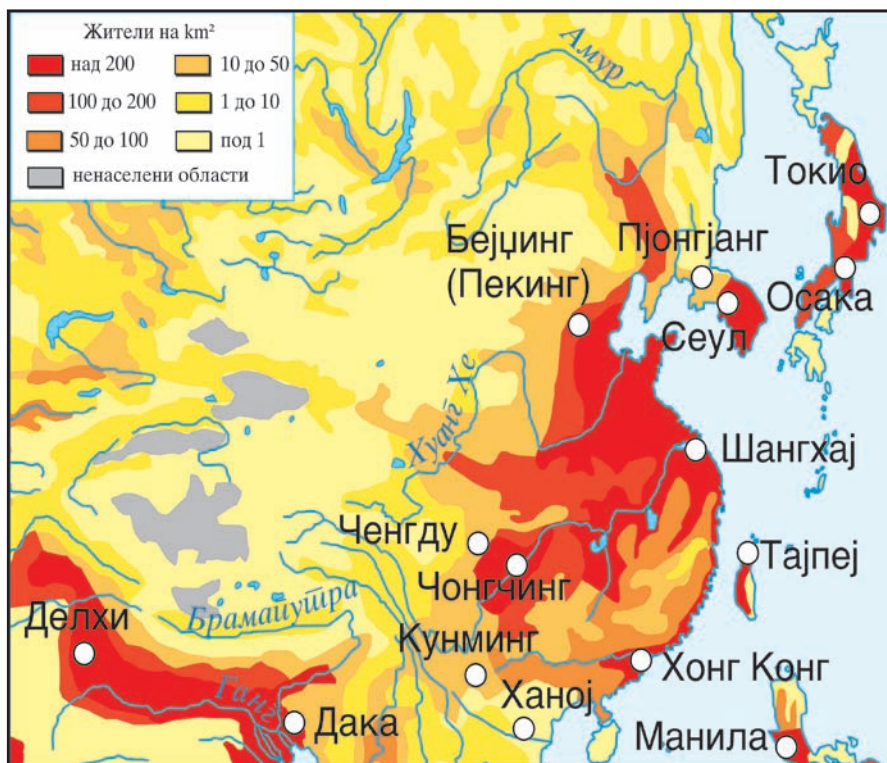 Жители на km²
над 200
10 до 50
100 до 200
1 до 10
50 до 100
под 1
ненаселени области
Амур
Токио
Бејџинг
(Пекинг)
Пјонгјанг
Осака
Сеул
Хуанг Хе
Шангхај
Ченгду
Тајпеј
Чонгчинг
Брамапутра
Делхи
Кунминг
Хонг Конг
Ханој
Ганг
Дака
Манила